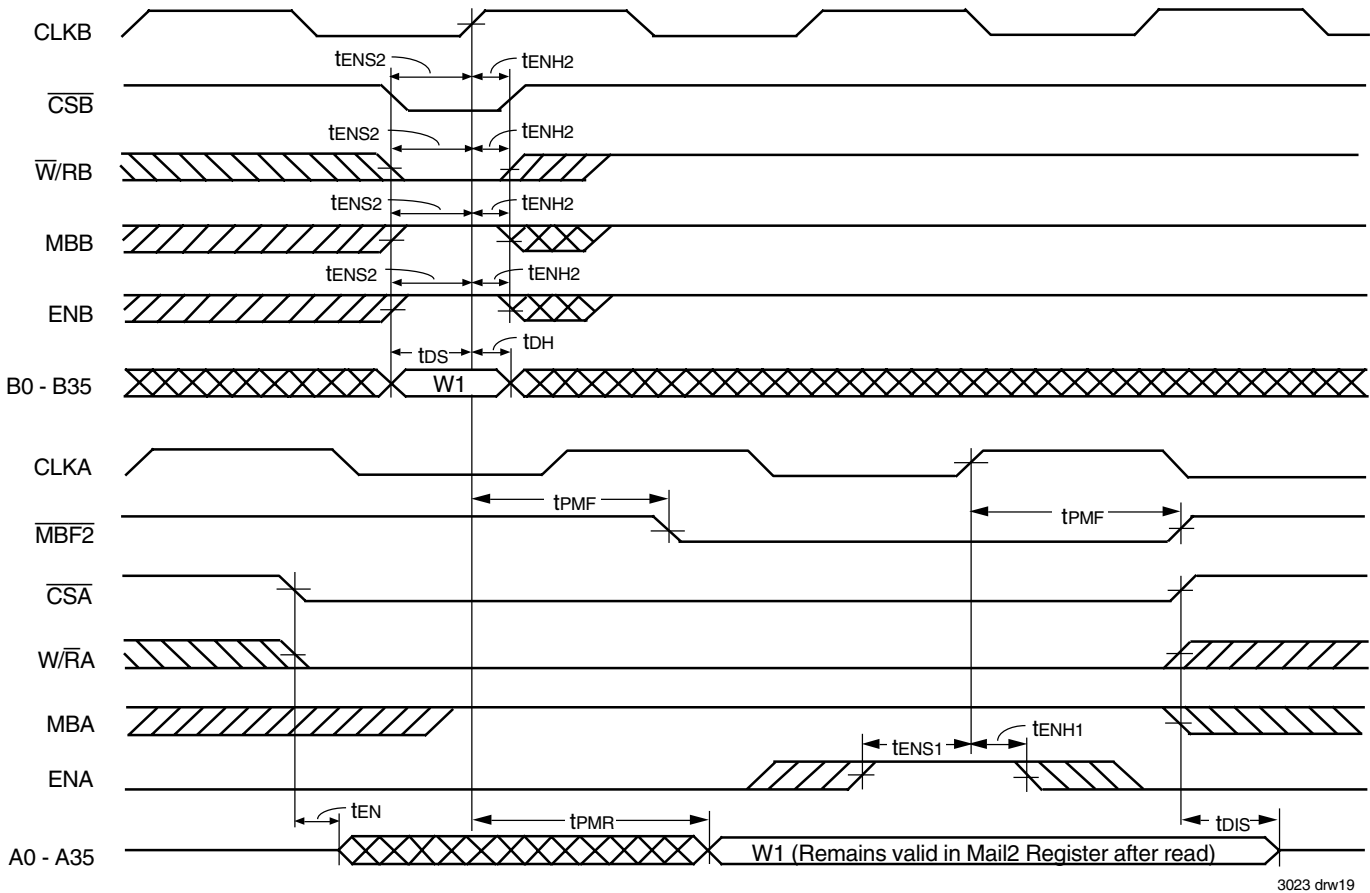 CLKB
tENS2 tENH2
CSB
tENS2 tENH2
W/RB
tENS2 tENH2
MBB
tENS2 tENH2
ENB
tDS tDH
B0 - B35 W1
CLKA
tPMF tPMF
MBF2
CSA
W/RA
MBA
tENS1 tENH1
ENA
tEN tPMR tDIS
A0 - A35 W1 (Remains valid in Mail2 Register after read)
3023 drw19